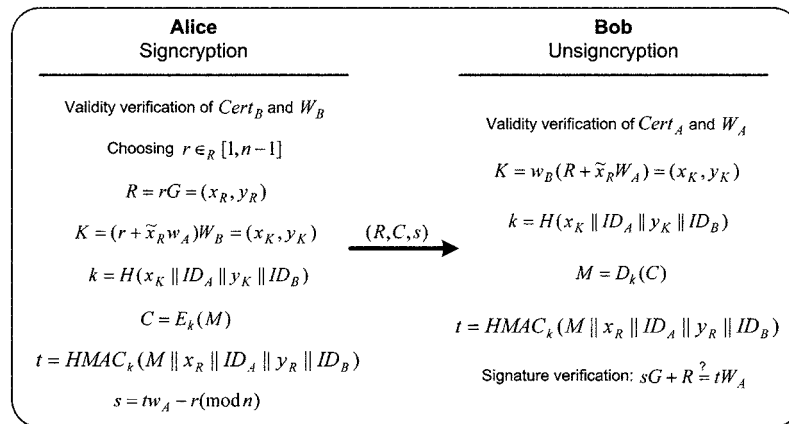 Alice
Signcryption
Validity verification of Cert_B and W_B
Choosing r ∈_R [1, n−1]
R = rG = (x_R, y_R)
K = (r + x̃_R w_A)W_B = (x_K, y_K)
k = H(x_K || ID_A || y_K || ID_B)
C = E_k(M)
t = HMAC_k(M || x_R || ID_A || y_R || ID_B)
s = tw_A − r(mod n)
(R, C, s)
Bob
Unsigncryption
Validity verification of Cert_A and W_A
K = w_B(R + x̃_R W_A) = (x_K, y_K)
k = H(x_K || ID_A || y_K || ID_B)
M = D_k(C)
t = HMAC_k(M || x_R || ID_A || y_R || ID_B)
Signature verification: sG + R ≟ tW_A